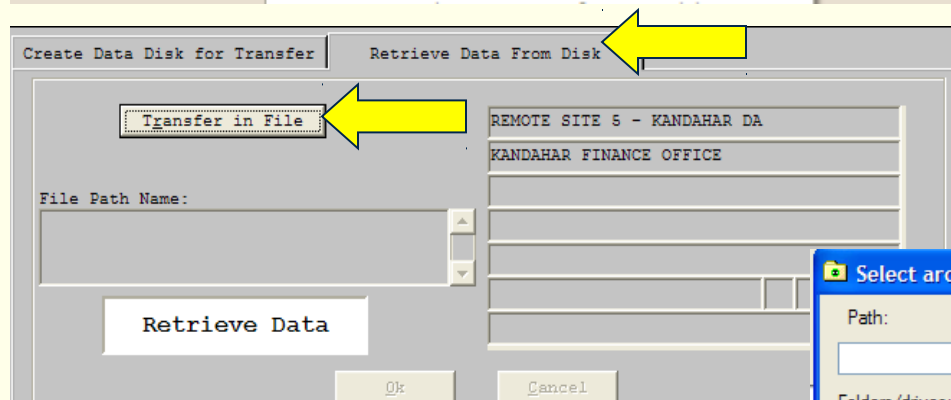 Create Data Disk for Transfer
Retrieve Data From Disk
Transfer in File
REMOTE SITE 5 - KANDAHAR DA
KANDAHAR FINANCE OFFICE
File Path Name:
Select arc
Path:
Retrieve Data
Ok
Cancel